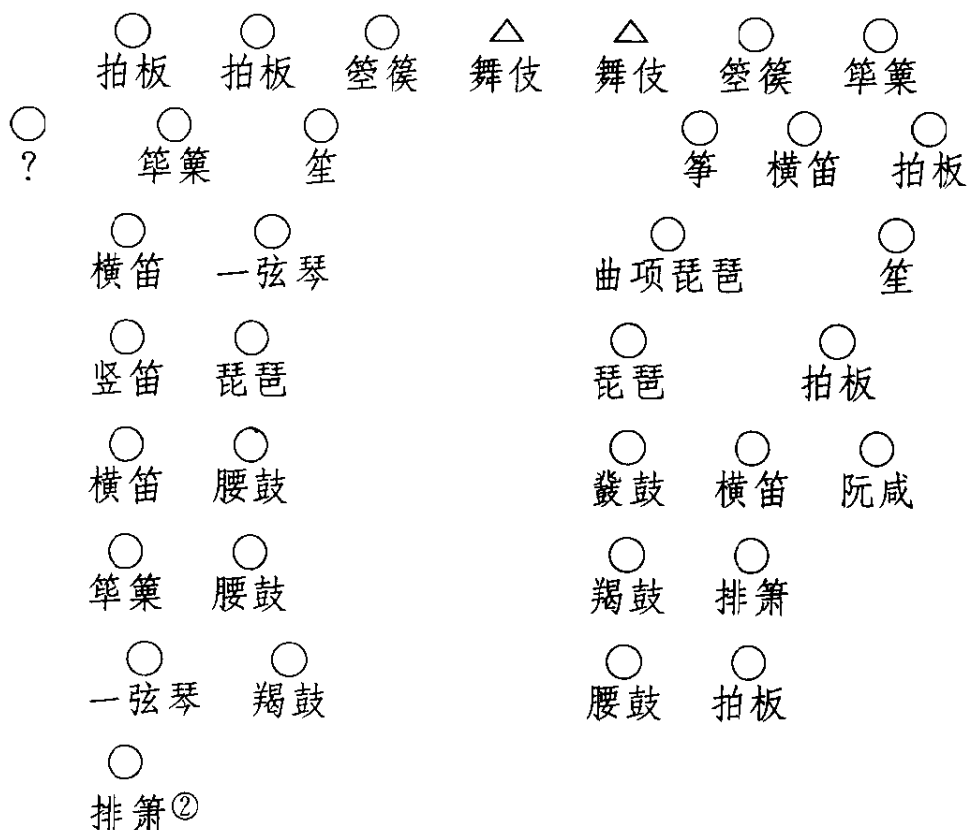 拍板 拍板 箜篌 舞伎 舞伎 箜篌 筚篥
? 筚篥 笙 筝 横笛 拍板
横笛 一弦琴 曲项琵琶 笙
竖笛 琵琶 琵琶 拍板
横笛 腰鼓 鼗鼓 横笛 阮咸
筚篥 腰鼓 羯鼓 排箫
一弦琴 羯鼓 腰鼓 拍板
排箫②